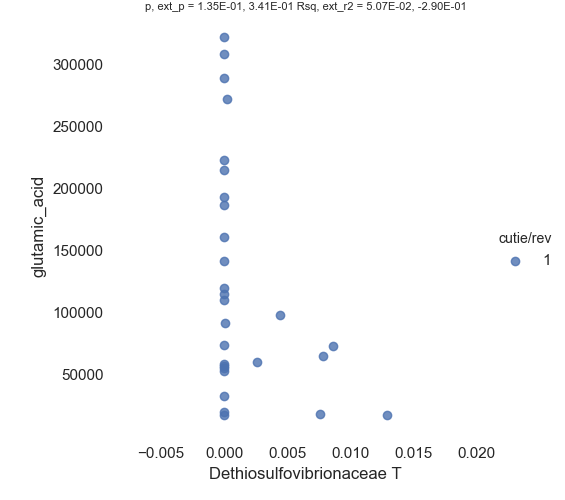 p, ext_p = 1.35E-01, 3.41E-01 Rsq, ext_r2 = 5.07E-02, -2.90E-01
300000
250000
200000
150000
100000
50000
glutamic_acid
cutie/rev
1
−0.005 0.000 0.005 0.010 0.015 0.020
Dethiosulfovibrionaceae T